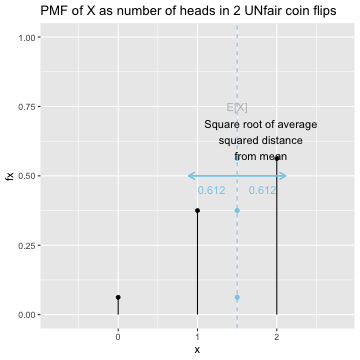 PMF of X as number of heads in 2 UNfair coin flips
1.00
E[X]
0.75
Square root of average
squared distance
from mean
fx
0.50
0.612
0.612
0.25
0.00
0
1
2
x